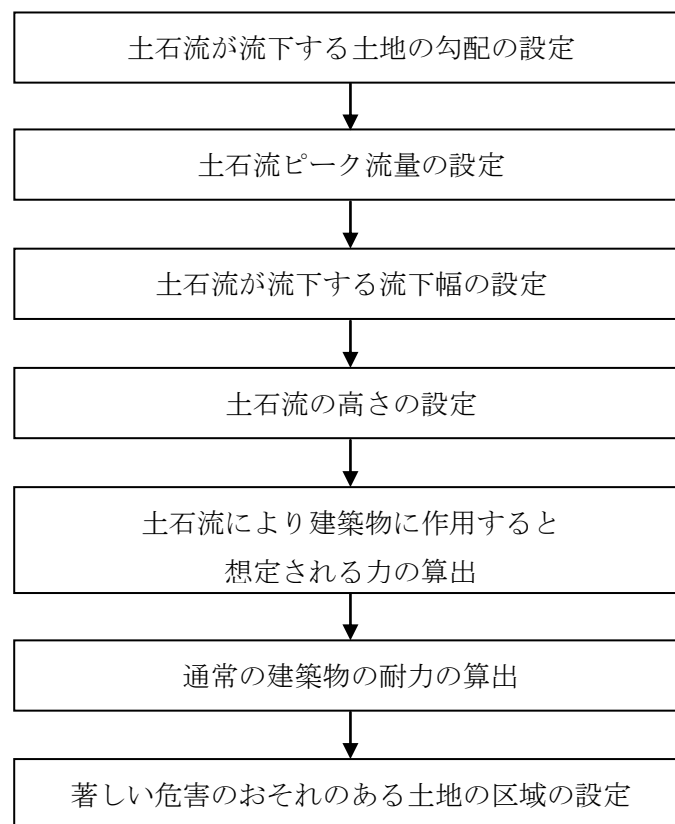 土石流が流下する土地の勾配の設定
土石流ピーク流量の設定
土石流が流下する流下幅の設定
土石流の高さの設定
土石流により建築物に作用すると
想定される力の算出
通常の建築物の耐力の算出
著しい危害のおそれのある土地の区域の設定